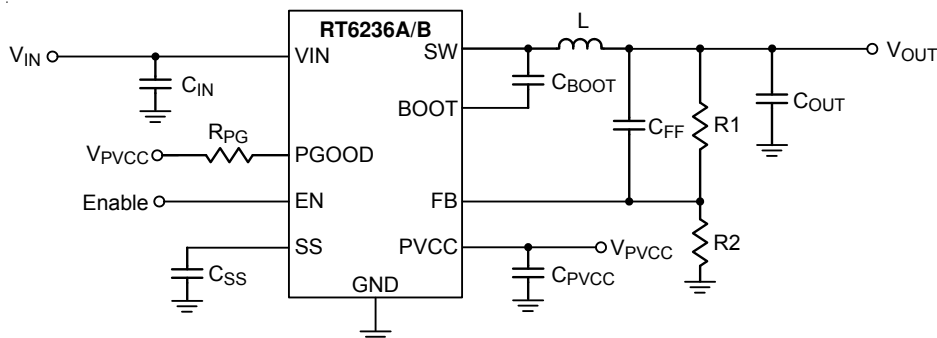 RT6236A/B
VIN
VIN
SW
L
VOUT
CIN
CBOOT
BOOT
COUT
CFF
R1
RPG
VPVCC
PGOOD
Enable
EN
FB
SS
PVCC
VPVCC
R2
CSS
CPVCC
GND